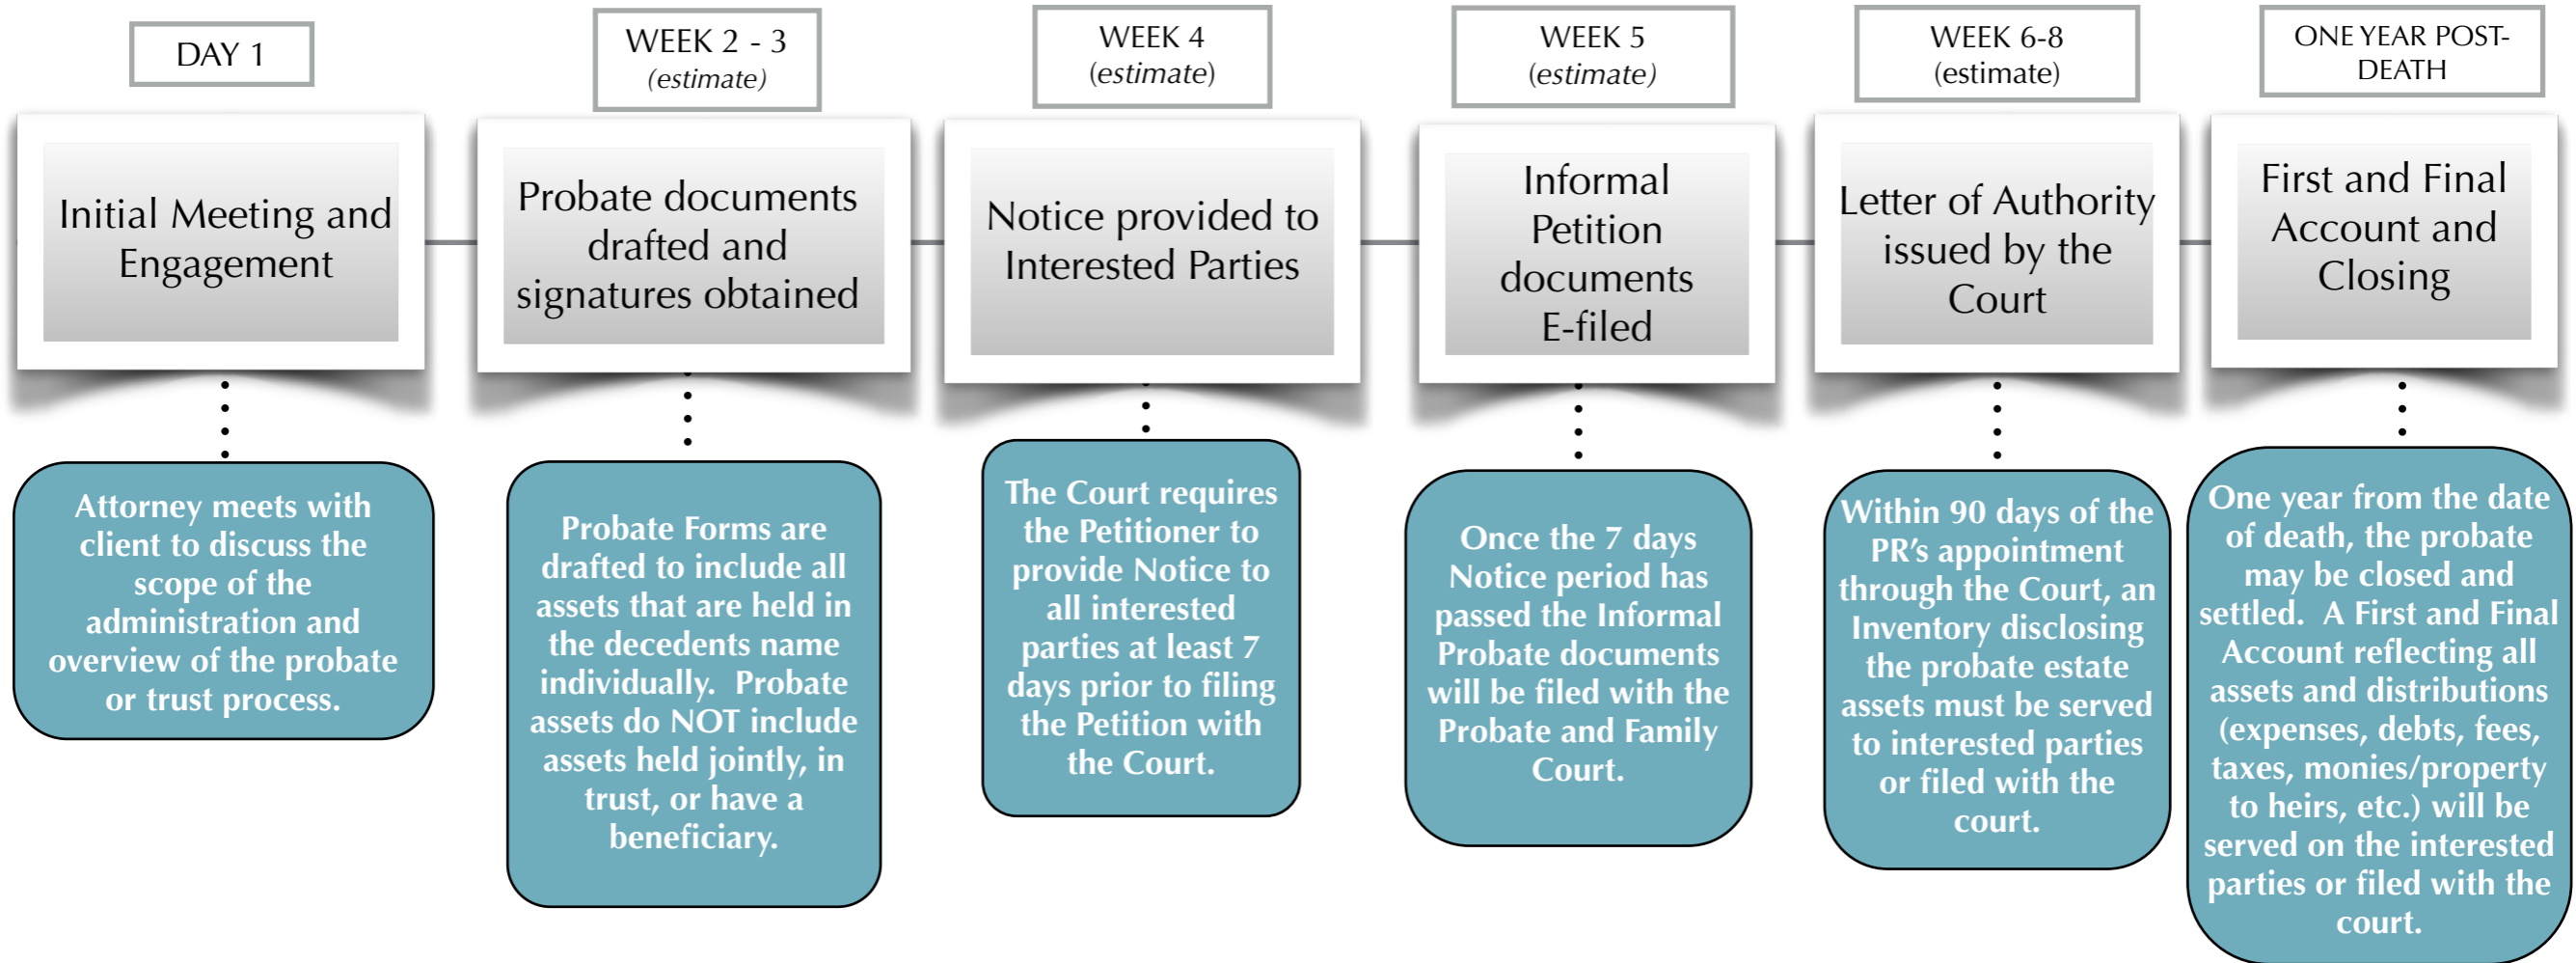 DAY 1
Initial Meeting and
Engagement
Attorney meets with
client to discuss the
scope of the
administration and
overview of the probate
or trust process.
WEEK 2 - 3
(estimate)
Probate documents
drafted and
signatures obtained
Probate Forms are
drafted to include all
assets that are held in
the decedents name
individually.  Probate
assets do NOT include
assets held jointly, in
trust, or have a
beneficiary.
WEEK 4
(estimate)
Notice provided to
Interested Parties
The Court requires
the Petitioner to
provide Notice to
all interested
parties at least 7
days prior to filing
the Petition with
the Court.
WEEK 5
(estimate)
Informal
Petition
documents
E-filed
Once the 7 days
Notice period has
passed the Informal
Probate documents
will be filed with the
Probate and Family
Court.
WEEK 6-8
(estimate)
Letter of Authority
issued by the
Court
Within 90 days of the
PR's appointment
through the Court, an
Inventory disclosing
the probate estate
assets must be served
to interested parties
or filed with the
court.
ONE YEAR POST-
DEATH
First and Final
Account and
Closing
One year from the date
of death, the probate
may be closed and
settled.  A First and Final
Account reflecting all
assets and distributions
(expenses, debts, fees,
taxes, monies/property
to heirs, etc.) will be
served on the interested
parties or filed with the
court.